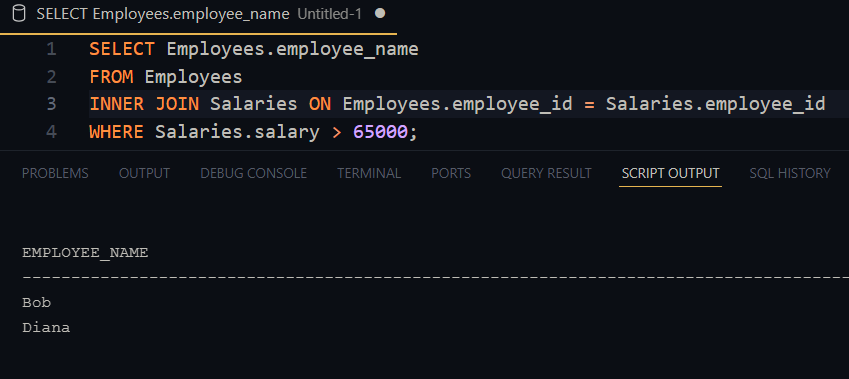 SELECT Employees.employee_name Untitled-1
1 SELECT Employees.employee_name
2 FROM Employees
3 INNER JOIN Salaries ON Employees.employee_id = Salaries.employee_id
4 WHERE Salaries.salary > 65000;
PROBLEMS OUTPUT DEBUG CONSOLE TERMINAL PORTS QUERY RESULT SCRIPT OUTPUT SQL HISTORY
EMPLOYEE_NAME
--------------------------------------------------------------------------------
Bob
Diana